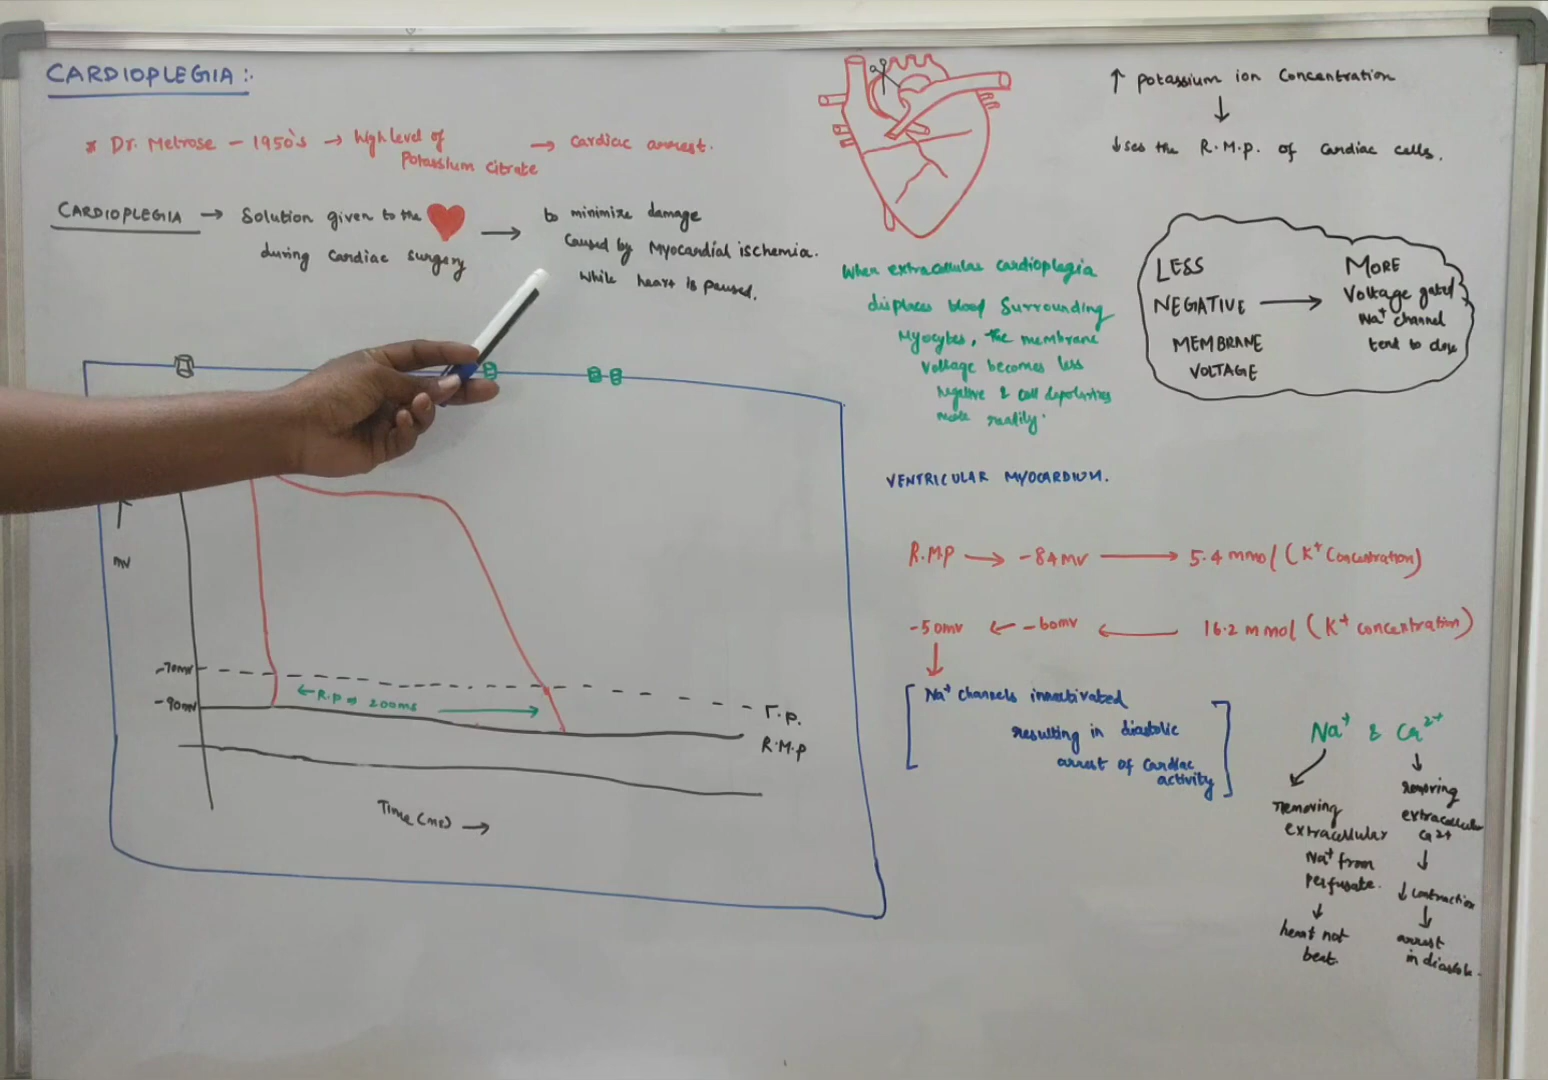 CARDIOPLEGIA :-
* Dr. Melrose - 1950's → high level of Potassium citrate → Cardiac arrest.
CARDIOPLEGIA → Solution given to the
during cardiac surgery
→ to minimize damage
caused by Myocardial ischemia.
while heart is paused.
↑ potassium ion concentration
↓
↓ses the R.M.P. of cardiac cells.
LESS
NEGATIVE →
MEMBRANE
VOLTAGE
MORE
Voltage gated
Na+ channel
tend to close
When extracellular cardioplegia
displaces blood surrounding
Myocytes, the membrane
Voltage becomes less
negative & cell depolarizes
more readily.
VENTRICULAR MYOCARDIUM.
R.M.P → -84mv → 5.4 mmol (K+ Concentration)
-50mv ← -60mv ← 16.2 mmol (K+ concentration)
↓
Na+ channels innativated
resulting in diastolic
arrest of cardiac
activity
Na+ & Ca2+
removing
extracellular
Na+ from
perfusate.
↓
heart not
beat.
↓
removing
extracellular
Ca2+
↓
↓ contraction
↓
arrest
in diastole.
mv
-70mv
← R.p ⇒ 200ms →
-90mv
T.p.
R.M.p
Time (ms) →